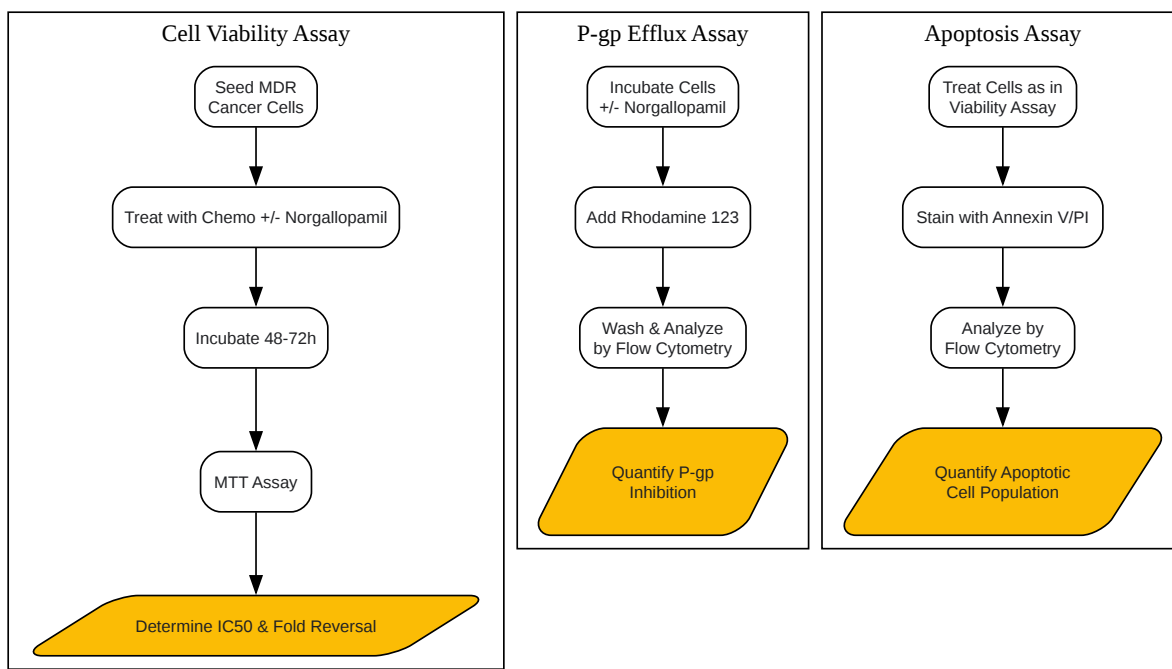 Cell Viability Assay
Seed MDR
Cancer Cells
Treat with Chemo +/- Norgallopamil
Incubate 48-72h
MTT Assay
Determine IC50 & Fold Reversal
P-gp Efflux Assay
Incubate Cells
+/- Norgallopamil
Add Rhodamine 123
Wash & Analyze
by Flow Cytometry
Quantify P-gp
Inhibition
Apoptosis Assay
Treat Cells as in
Viability Assay
Stain with Annexin V/PI
Analyze by
Flow Cytometry
Quantify Apoptotic
Cell Population